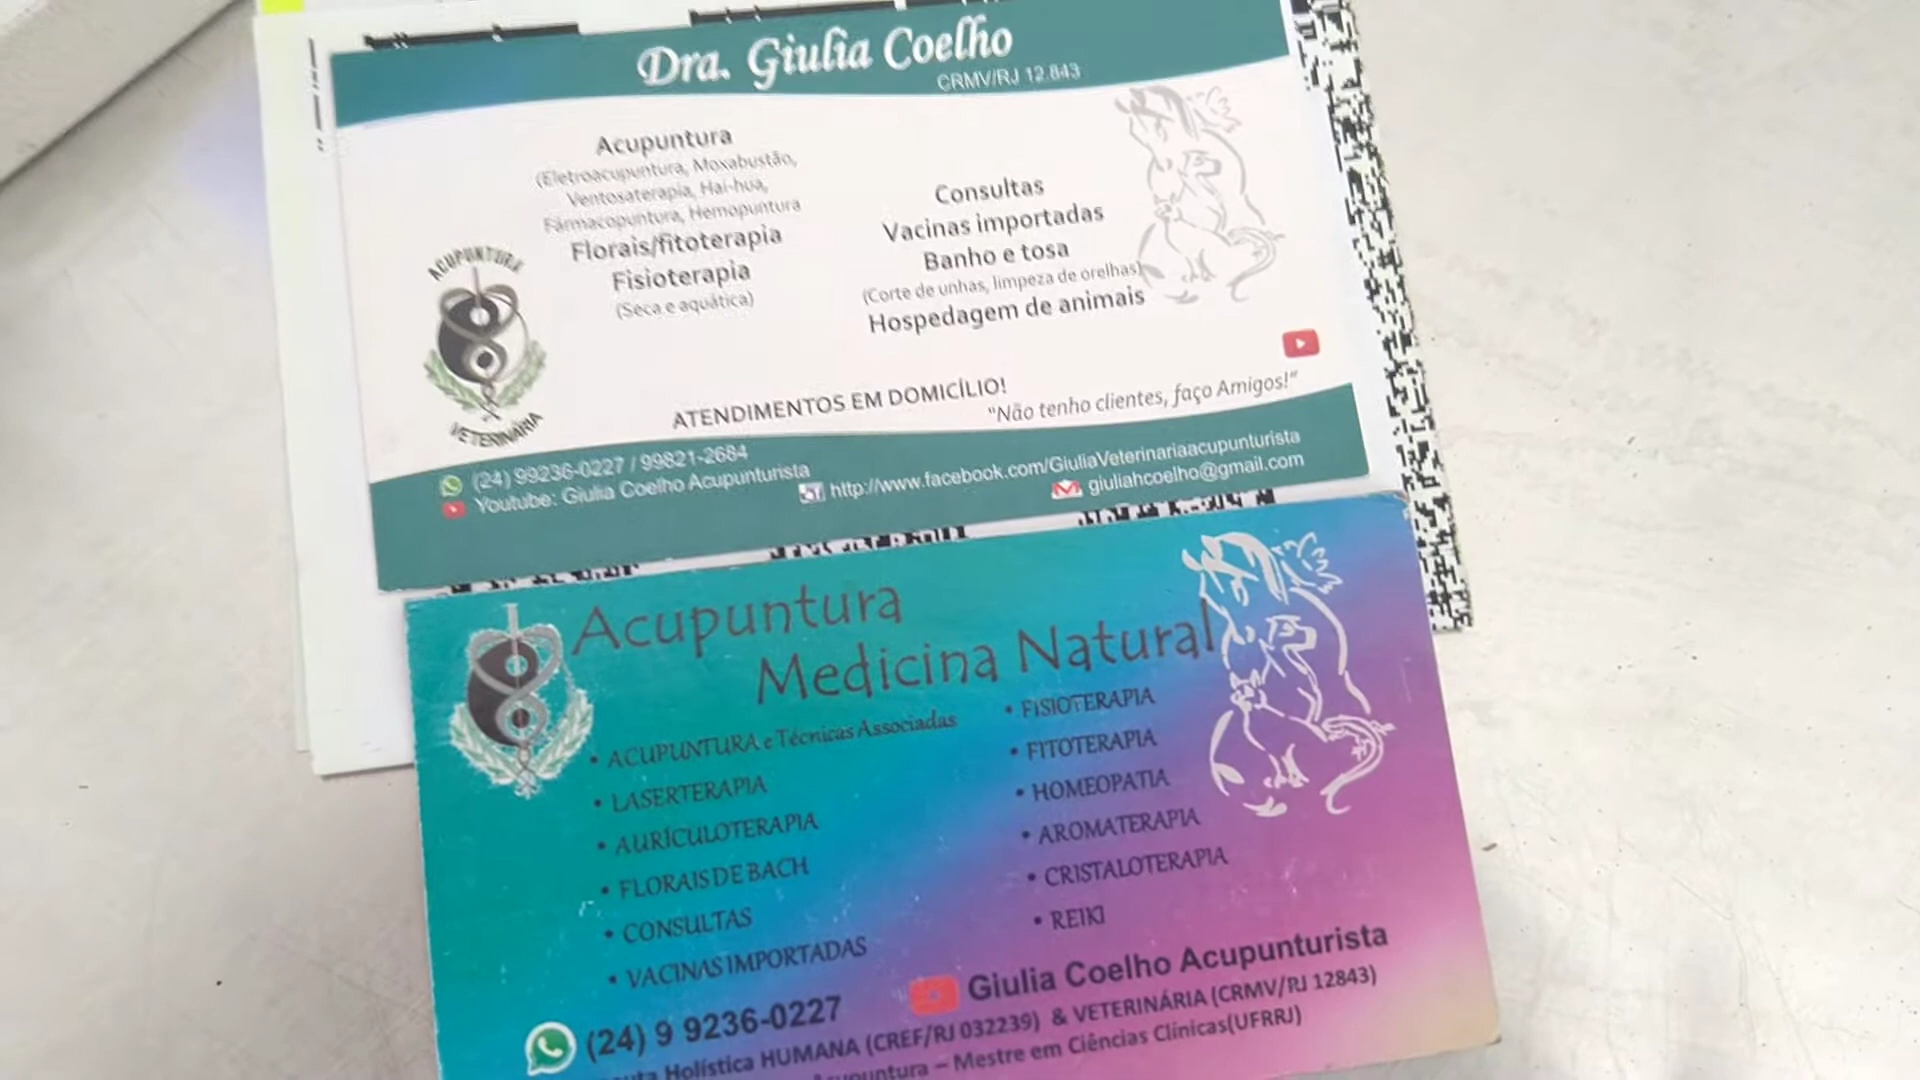 Dra. Giulia Coelho
CRMV/RJ 12.843
Acupuntura
(Eletroacupuntura, Moxabustão,
Ventosaterapia, Hai-hua,
Fármacopuntura, Hemopuntura
Florais/fitoterapia
Fisioterapia
(Seca e aquática)
Consultas
Vacinas importadas
Banho e tosa
(Corte de unhas, limpeza de orelhas)
Hospedagem de animais
ACUPUNTURA
VETERINÁRIA
ATENDIMENTOS EM DOMICÍLIO!
"Não tenho clientes, faço Amigos!"
(24) 99236-0227 / 99821-2684
Youtube: Giulia Coelho Acupunturista
http://www.facebook.com/GiuliaVeterinariaacupunturista
giuliahcoelho@gmail.com
Acupuntura
Medicina Natural
• ACUPUNTURA e Técnicas Associadas
• LASERTERAPIA
• AURÍCULOTERAPIA
• FLORAIS DE BACH
• CONSULTAS
• VACINAS IMPORTADAS
• FISIOTERAPIA
• FITOTERAPIA
• HOMEOPATIA
• AROMATERAPIA
• CRISTALOTERAPIA
• REIKI
(24) 9 9236-0227
Giulia Coelho Acupunturista
Holística HUMANA (CREF/RJ 032239) & VETERINÁRIA (CRMV/RJ 12843)
– Mestre em Ciências Clínicas(UFRRJ)